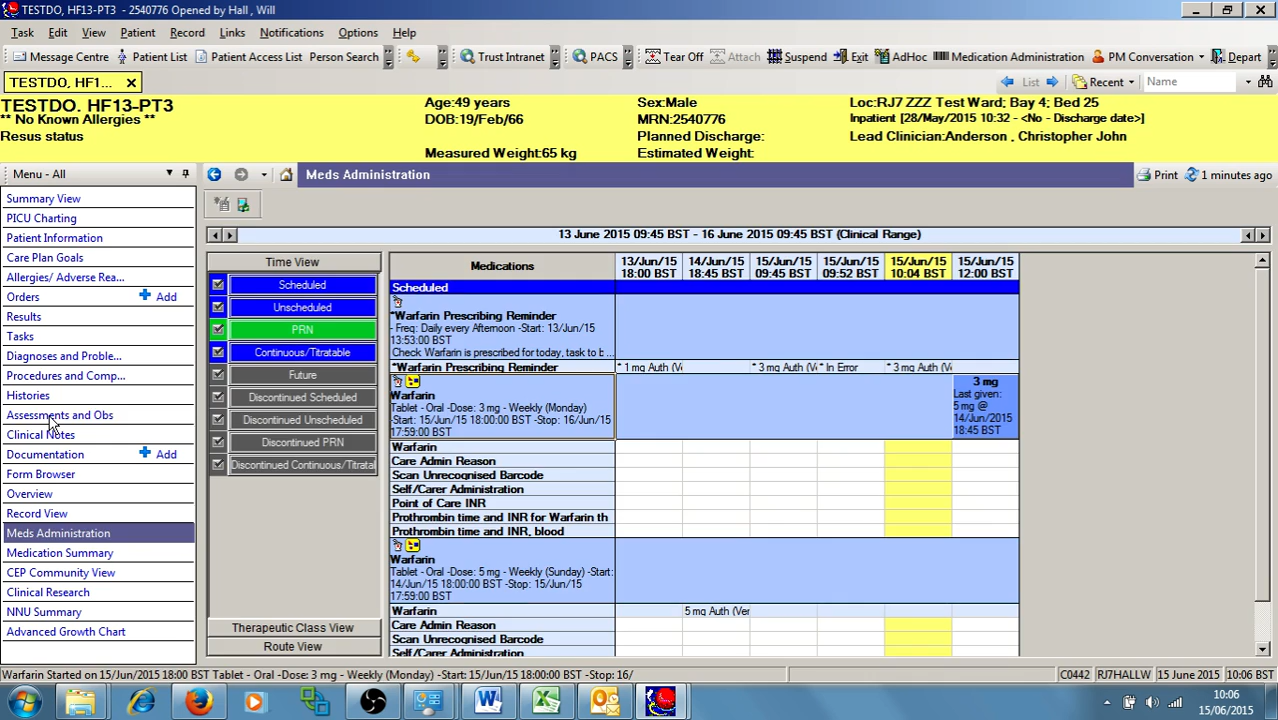 TESTDO, HF13-PT3 - 2540776 Opened by Hall , Will
Task Edit View Patient Record Links Notifications Options Help
Message Centre Patient List Patient Access List Person Search Trust Intranet PACS Tear Off Attach Suspend Exit AdHoc Medication Administration PM Conversation Depart
TESTDO, HF1...
List Recent Name
TESTDO. HF13-PT3
** No Known Allergies **
Resus status
Age:49 years
DOB:19/Feb/66
Measured Weight:65 kg
Sex:Male
MRN:2540776
Planned Discharge:
Estimated Weight:
Loc:RJ7 ZZZ Test Ward; Bay 4; Bed 25
Inpatient [28/May/2015 10:32 - <No - Discharge date>]
Lead Clinician:Anderson , Christopher John
Menu - All
Summary View
PICU Charting
Patient Information
Care Plan Goals
Allergies/ Adverse Rea...
Orders Add
Results
Tasks
Diagnoses and Proble...
Procedures and Comp...
Histories
Assessments and Obs
Clinical Notes
Documentation Add
Form Browser
Overview
Record View
Meds Administration
Medication Summary
CEP Community View
Clinical Research
NNU Summary
Advanced Growth Chart
Meds Administration
Print 1 minutes ago
13 June 2015 09:45 BST - 16 June 2015 09:45 BST (Clinical Range)
Time View
Scheduled
Unscheduled
PRN
Continuous/Titratable
Future
Discontinued Scheduled
Discontinued Unscheduled
Discontinued PRN
Discontinued Continuous/Titratal
Therapeutic Class View
Route View
Medications
13/Jun/15 18:00 BST
14/Jun/15 18:45 BST
15/Jun/15 09:45 BST
15/Jun/15 09:52 BST
15/Jun/15 10:04 BST
15/Jun/15 12:00 BST
Scheduled
*Warfarin Prescribing Reminder
- Freq: Daily every Afternoon -Start: 13/Jun/15
13:53:00 BST
Check Warfarin is prescribed for today, task to b ...
*Warfarin Prescribing Reminder * 1 mg Auth (V * 3 mg Auth (V * In Error * 3 mg Auth (V
Warfarin
Tablet - Oral -Dose: 3 mg - Weekly (Monday)
-Start: 15/Jun/15 18:00:00 BST -Stop: 16/Jun/15
17:59:00 BST
3 mg
Last given:
5 mg @
14/Jun/2015
18:45 BST
Warfarin
Care Admin Reason
Scan Unrecognised Barcode
Self/Carer Administration
Point of Care INR
Prothrombin time and INR for Warfarin th
Prothrombin time and INR, blood
Warfarin
Tablet - Oral -Dose: 5 mg - Weekly (Sunday) -Start:
14/Jun/15 18:00:00 BST -Stop: 15/Jun/15
17:59:00 BST
Warfarin 5 mg Auth (Ver
Care Admin Reason
Scan Unrecognised Barcode
Self/Carer Administration
Warfarin Started on 15/Jun/2015 18:00 BST Tablet - Oral -Dose: 3 mg - Weekly (Monday) -Start: 15/Jun/15 18:00:00 BST -Stop: 16/
C0442 RJ7HALLW 15 June 2015 10:06 BST
10:06
15/06/2015